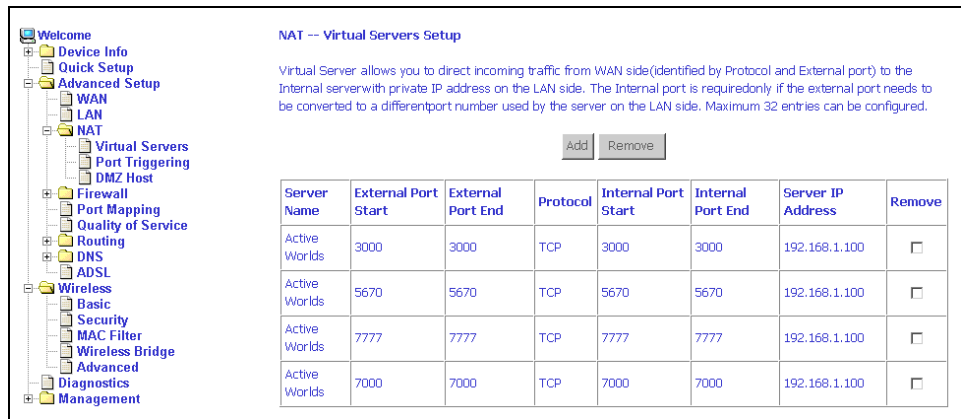 Welcome
Device Info
Quick Setup
Advanced Setup
WAN
LAN
NAT
Virtual Servers
Port Triggering
DMZ Host
Firewall
Port Mapping
Quality of Service
Routing
DNS
ADSL
Wireless
Basic
Security
MAC Filter
Wireless Bridge
Advanced
Diagnostics
Management
NAT -- Virtual Servers Setup
Virtual Server allows you to direct incoming traffic from WAN side(identified by Protocol and External port) to the
Internal serverwith private IP address on the LAN side. The Internal port is requiredonly if the external port needs to
be converted to a differentport number used by the server on the LAN side. Maximum 32 entries can be configured.
Add Remove
Server Name External Port Start External Port End Protocol Internal Port Start Internal Port End Server IP Address Remove
Active Worlds 3000 3000 TCP 3000 3000 192.168.1.100
Active Worlds 5670 5670 TCP 5670 5670 192.168.1.100
Active Worlds 7777 7777 TCP 7777 7777 192.168.1.100
Active Worlds 7000 7000 TCP 7000 7000 192.168.1.100